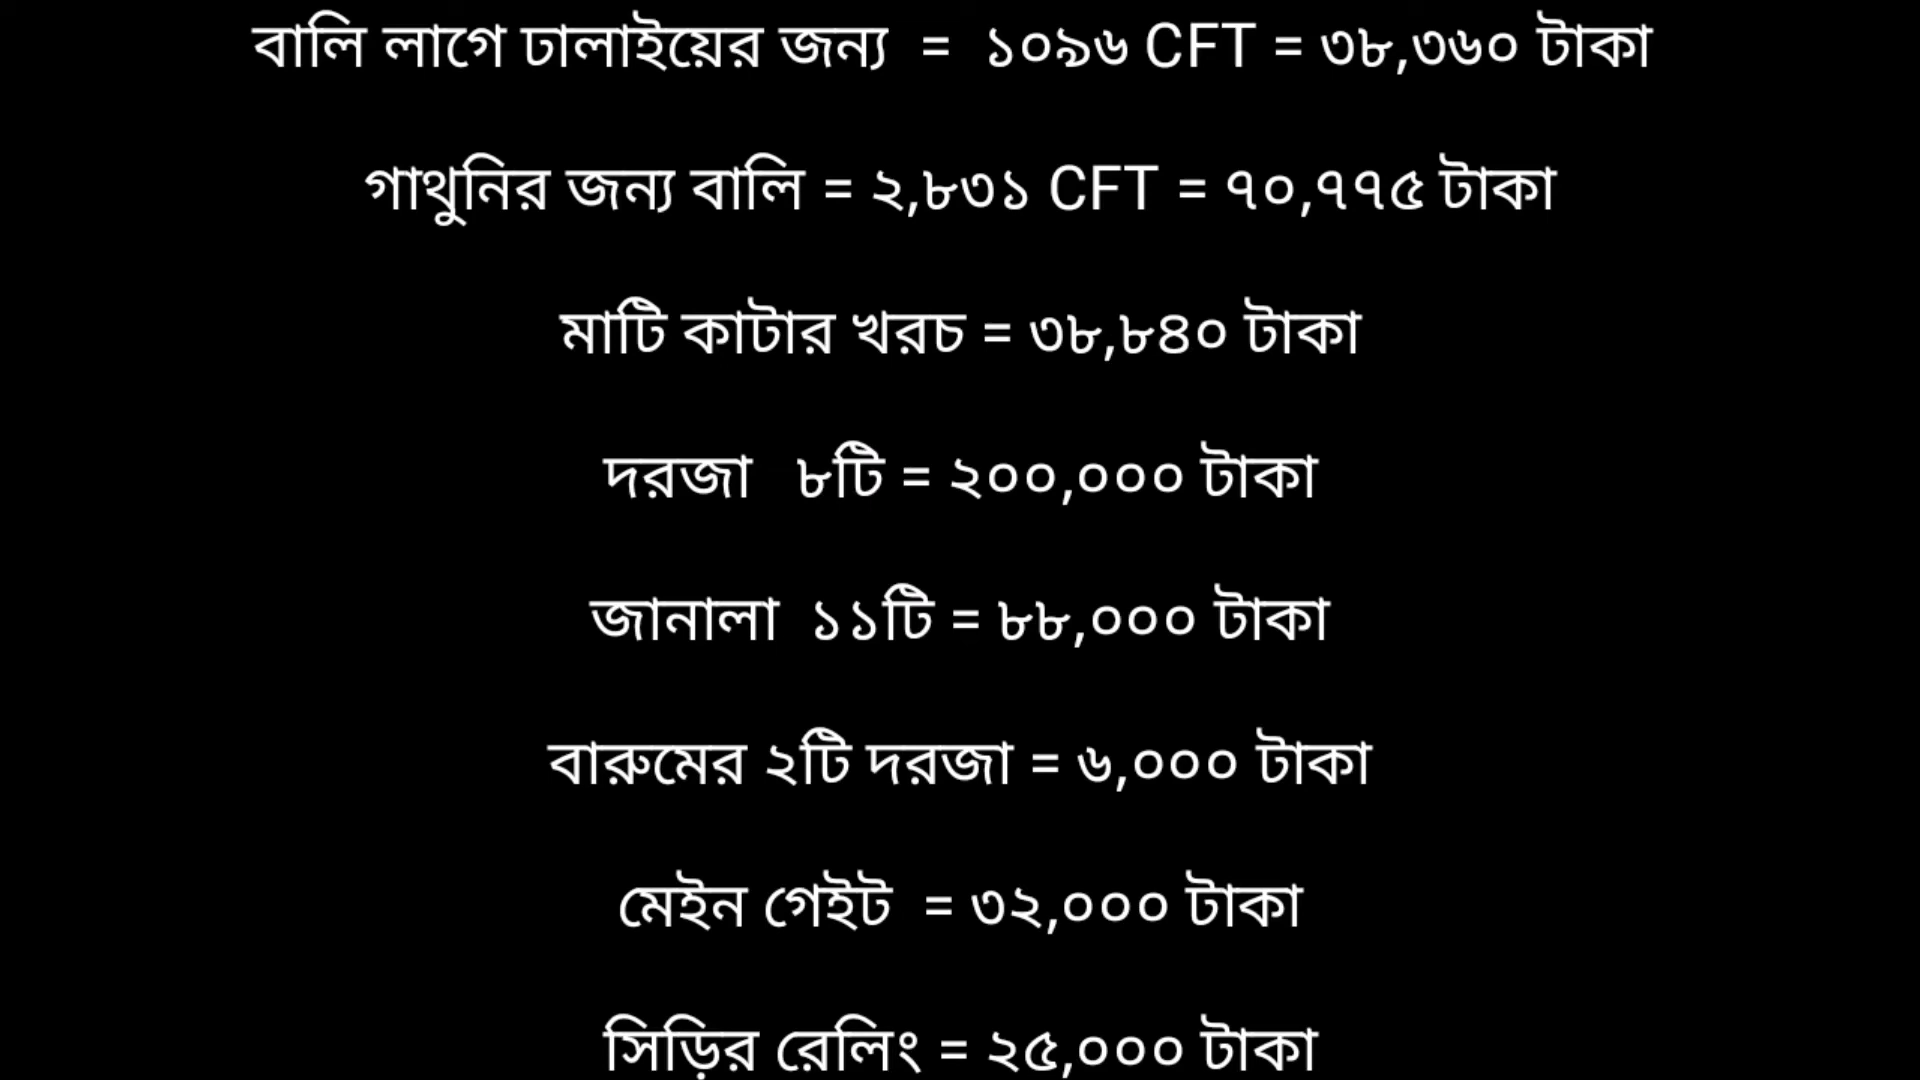 বালি লাগে ঢালাইয়ের জন্য = ১০৯৬ CFT = ৩৮,৩৬০ টাকা
গাথুনির জন্য বালি = ২,৮৩১ CFT = ৭০,৭৭৫ টাকা
মাটি কাটার খরচ = ৩৮,৮৪০ টাকা
দরজা ৮টি = ২০০,০০০ টাকা
জানালা ১১টি = ৮৮,০০০ টাকা
বারুমের ২টি দরজা = ৬,০০০ টাকা
মেইন গেইট = ৩২,০০০ টাকা
সিড়ির রেলিং = ২৫,০০০ টাকা